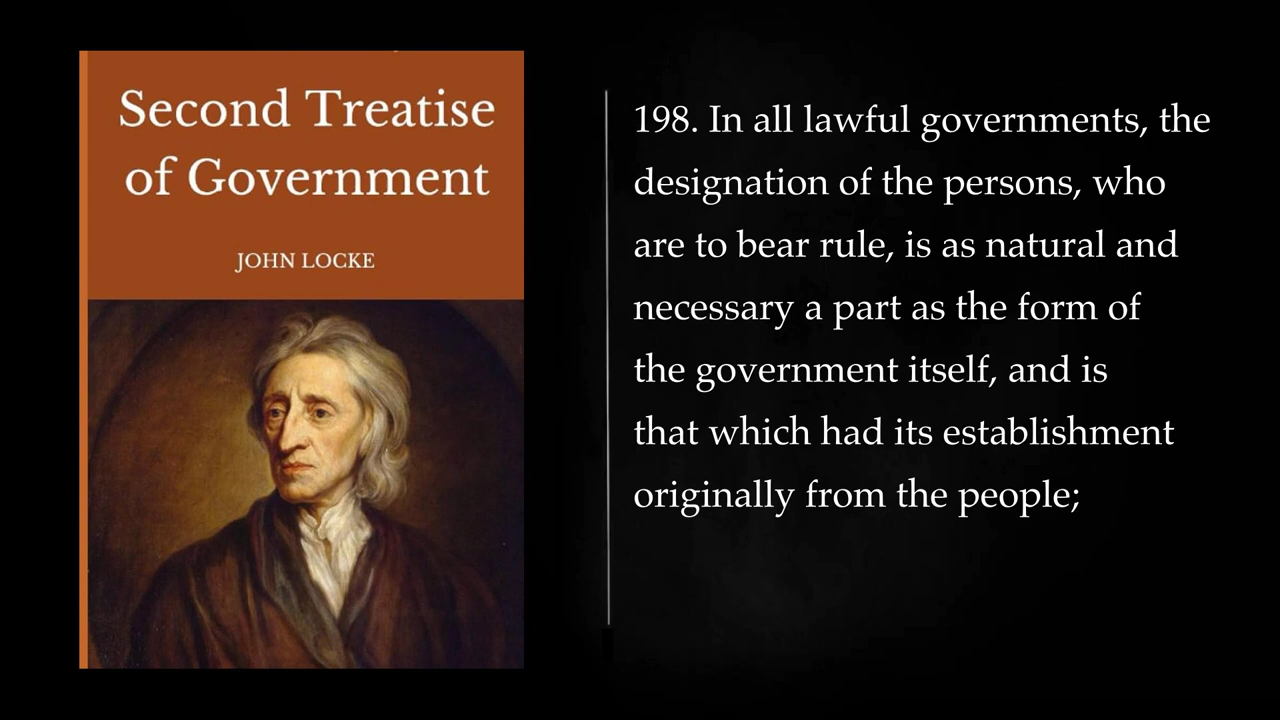 Second Treatise
of Government
JOHN LOCKE
198. In all lawful governments, the
designation of the persons, who
are to bear rule, is as natural and
necessary a part as the form of
the government itself, and is
that which had its establishment
originally from the people;